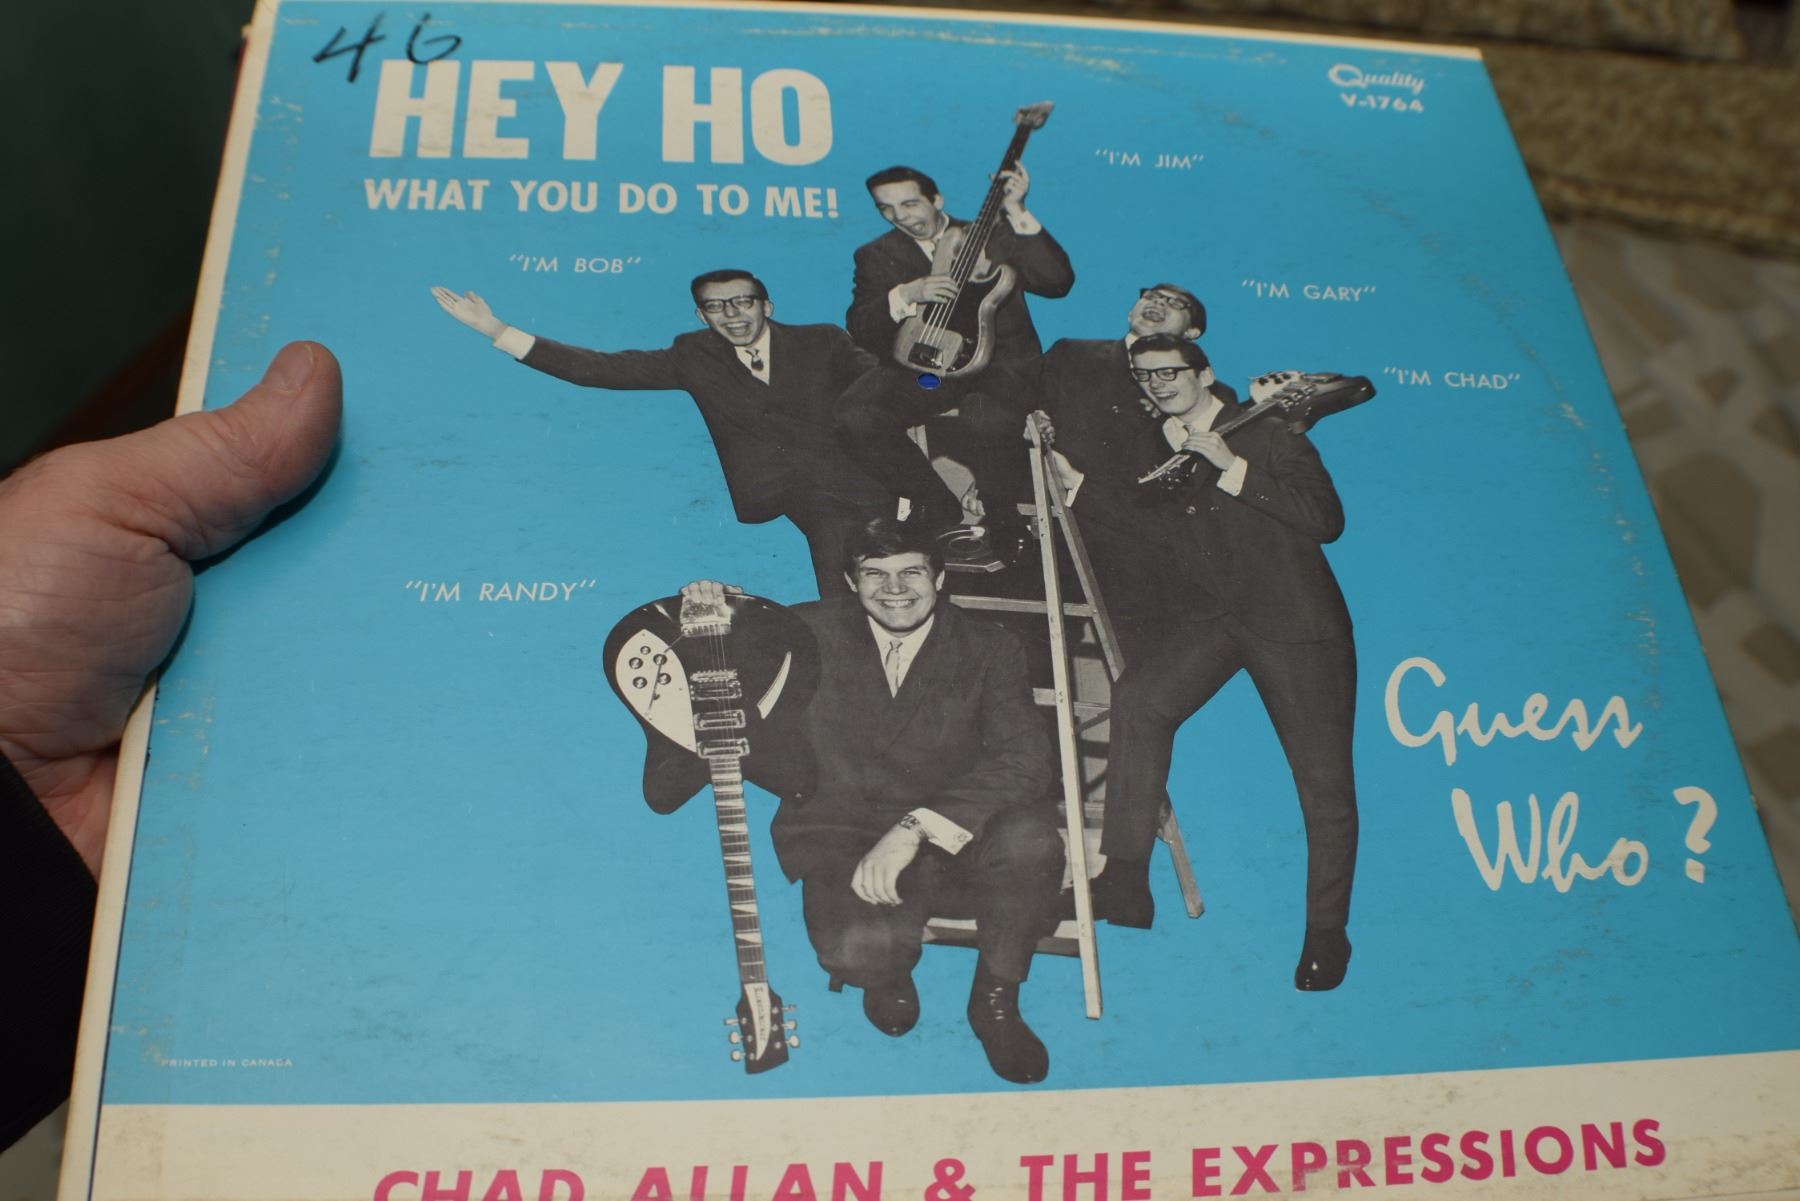 46
HEY HO
WHAT YOU DO TO ME!
Quality
V-1764
"I'M JIM"
"I'M BOB"
"I'M GARY"
"I'M CHAD"
"I'M RANDY"
Guess
Who?
PRINTED IN CANADA
CHAD ALLAN & THE EXPRESSIONS